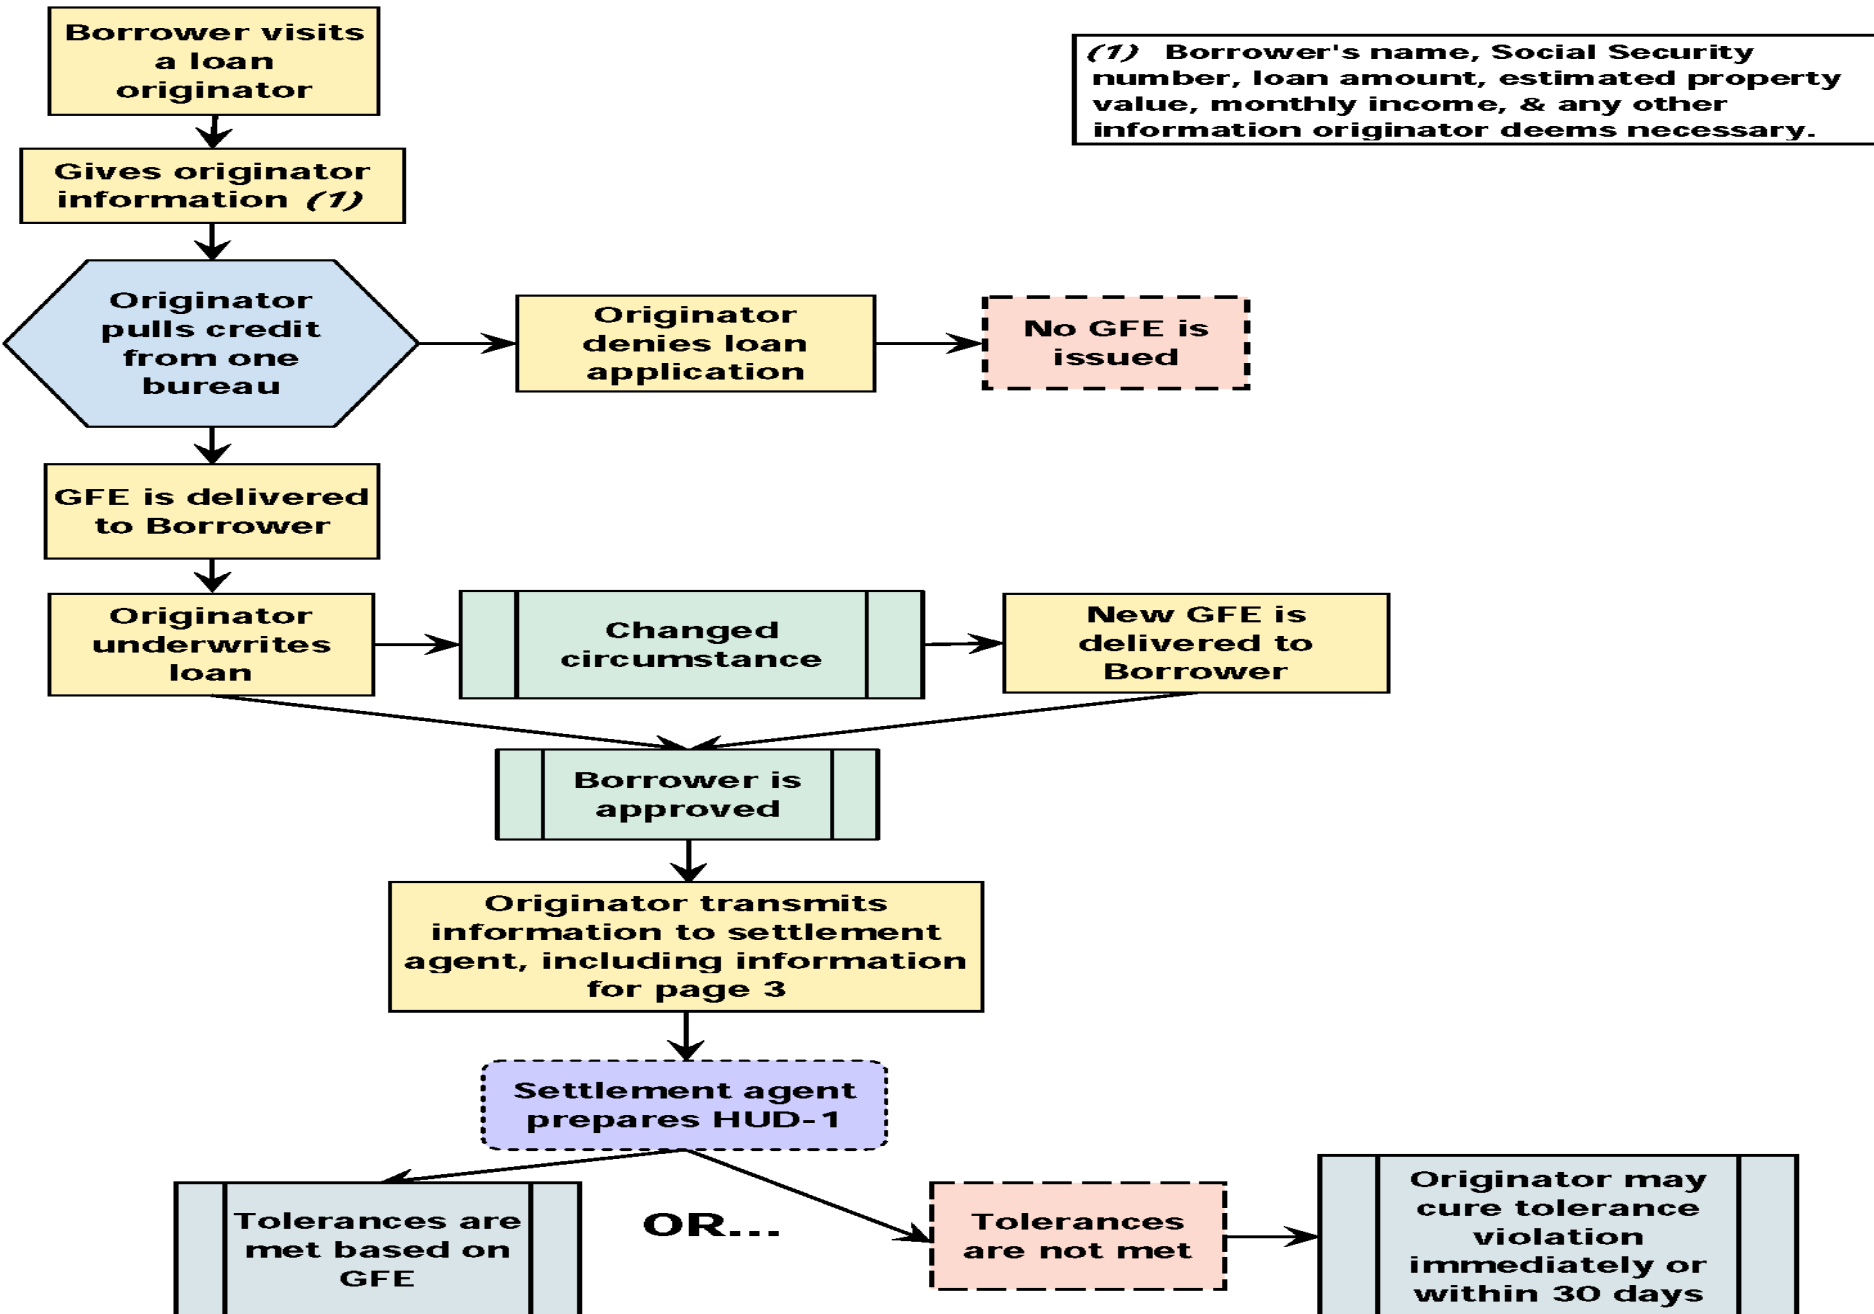 Borrower visits
a loan
originator
(1) Borrower's name, Social Security
number, loan amount, estimated property
value, monthly income, & any other
information originator deems necessary.
Gives originator
information (1)
Originator
pulls credit
from one
bureau
Originator
denies loan
application
No GFE is
issued
GFE is delivered
to Borrower
Originator
underwrites
loan
Changed
circumstance
New GFE is
delivered to
Borrower
Borrower is
approved
Originator transmits
information to settlement
agent, including information
for page 3
Settlement agent
prepares HUD-1
Tolerances are
met based on
GFE
OR...
Tolerances
are not met
Originator may
cure tolerance
violation
immediately or
within 30 days